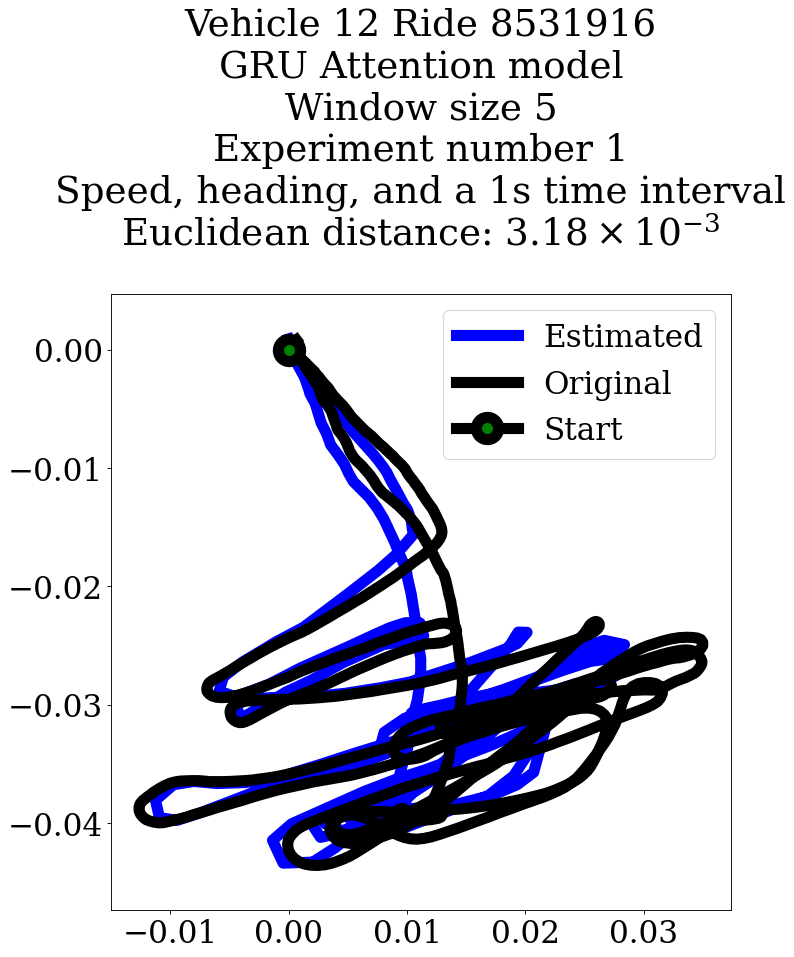 Vehicle 12 Ride 8531916
GRU Attention model
Window size 5
Experiment number 1
Speed, heading, and a 1s time interval
Euclidean distance: 3.18 × 10⁻³
Estimated
Original
Start
0.00
−0.01
−0.02
−0.03
−0.04
−0.01 0.00 0.01 0.02 0.03